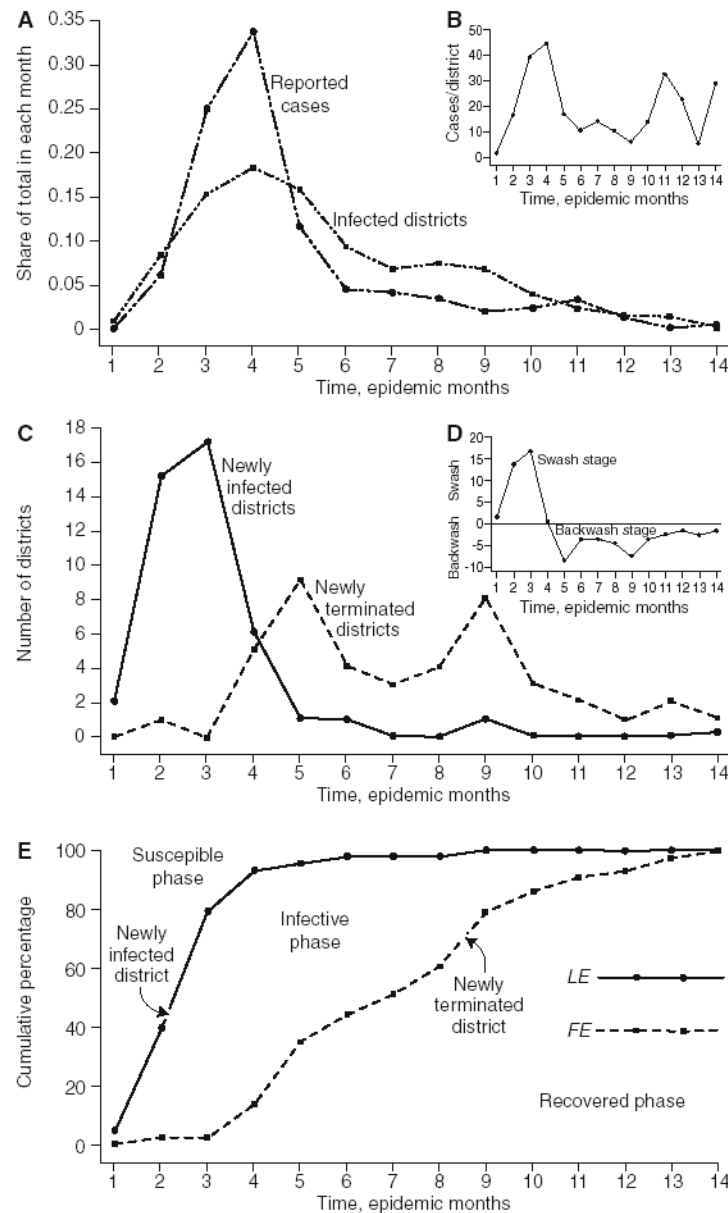 A
0.35
0.30
0.25
0.20
0.15
0.10
0.05
0
Share of total in each month
Reported
cases
Infected districts
1 2 3 4 5 6 7 8 9 10 11 12 13 14
Time, epidemic months
B
50
40
30
20
10
0
Cases/district
1 2 3 4 5 6 7 8 9 10 11 12 13 14
Time, epidemic months
C
18
16
14
12
10
8
6
4
2
0
Number of districts
Newly
infected
districts
Newly
terminated
districts
1 2 3 4 5 6 7 8 9 10 11 12 13 14
Time, epidemic months
D
20
15
10
5
0
-5
-10
Backwash Swash
Swash stage
Backwash stage
1 2 3 4 5 6 7 8 9 10 11 12 13 14
Time, epidemic months
E
100
80
60
40
20
0
Cumulative percentage
Suscepible
phase
Newly
infected
district
Infective
phase
Newly
terminated
district
LE
FE
Recovered phase
1 2 3 4 5 6 7 8 9 10 11 12 13 14
Time, epidemic months